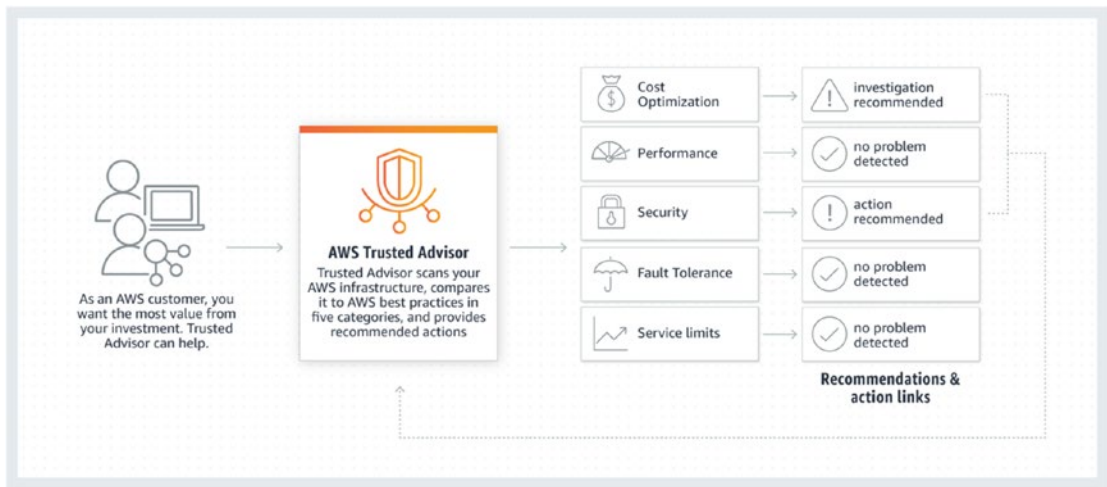 As an AWS customer, you
want the most value from
your investment. Trusted
Advisor can help.
AWS Trusted Advisor
Trusted Advisor scans your
AWS infrastructure, compares
it to AWS best practices in
five categories, and provides
recommended actions
Cost
Optimization
investigation
recommended
Performance
no problem
detected
Security
action
recommended
Fault Tolerance
no problem
detected
Service limits
no problem
detected
Recommendations &
action links